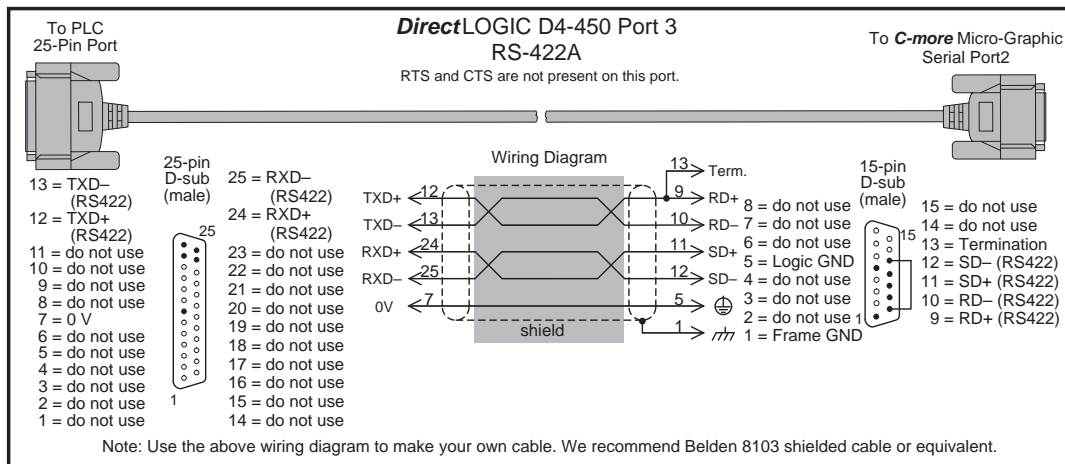 To PLC
25-Pin Port
DirectLOGIC D4-450 Port 3
RS-422A
RTS and CTS are not present on this port.
To C-more Micro-Graphic
Serial Port2
25-pin
D-sub
(male)
13 = TXD–
(RS422)
12 = TXD+
(RS422)
11 = do not use
10 = do not use
9 = do not use
8 = do not use
7 = 0 V
6 = do not use
5 = do not use
4 = do not use
3 = do not use
2 = do not use
1 = do not use
25
1
25 = RXD–
(RS422)
24 = RXD+
(RS422)
23 = do not use
22 = do not use
21 = do not use
20 = do not use
19 = do not use
18 = do not use
17 = do not use
16 = do not use
15 = do not use
14 = do not use
Wiring Diagram
13 Term.
TXD+ 12 9 RD+
TXD– 13 10 RD–
RXD+ 24 11 SD+
RXD– 25 12 SD–
0V 7 5
shield
1
8 = do not use
7 = do not use
6 = do not use
5 = Logic GND
4 = do not use
3 = do not use
2 = do not use
1 = Frame GND
15-pin
D-sub
(male)
15
1
15 = do not use
14 = do not use
13 = Termination
12 = SD– (RS422)
11 = SD+ (RS422)
10 = RD– (RS422)
9 = RD+ (RS422)
Note: Use the above wiring diagram to make your own cable. We recommend Belden 8103 shielded cable or equivalent.